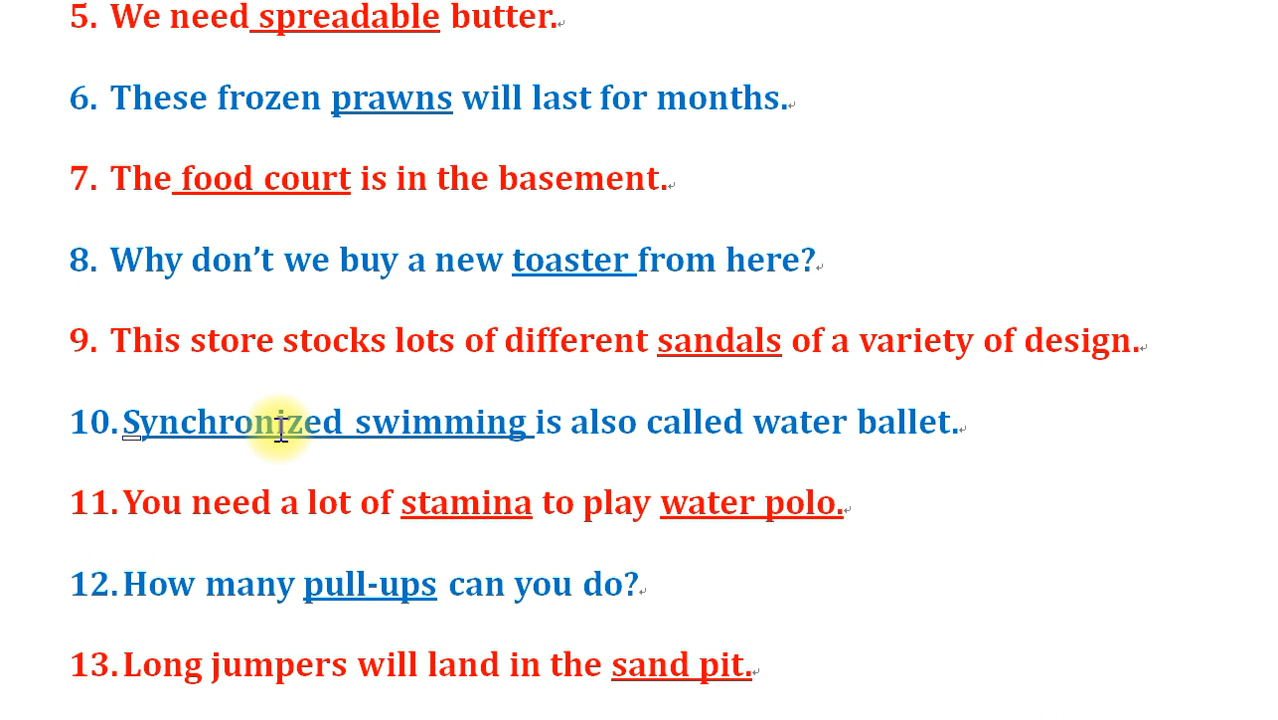 5. We need spreadable butter.
6. These frozen prawns will last for months.
7. The food court is in the basement.
8. Why don’t we buy a new toaster from here?
9. This store stocks lots of different sandals of a variety of design.
10. Synchronized swimming is also called water ballet.
11. You need a lot of stamina to play water polo.
12. How many pull-ups can you do?
13. Long jumpers will land in the sand pit.